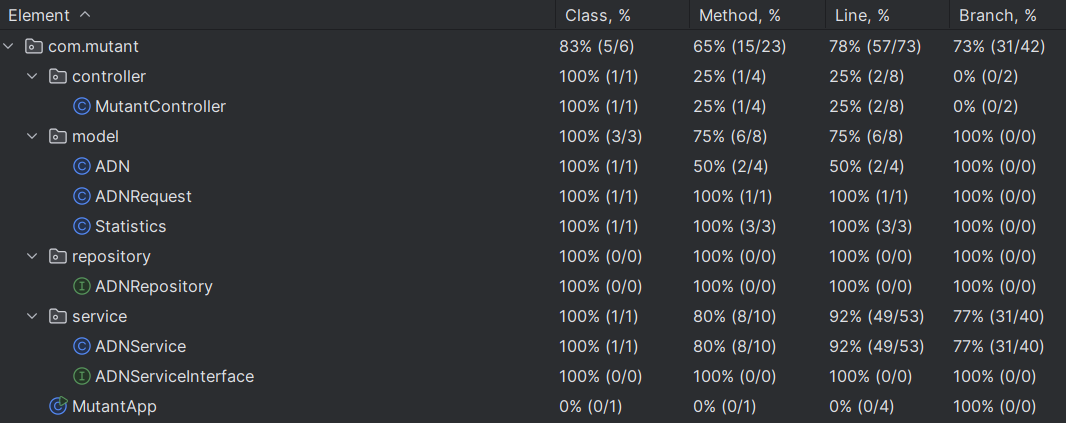 Element Class, % Method, % Line, % Branch, %
com.mutant 83% (5/6) 65% (15/23) 78% (57/73) 73% (31/42)
controller 100% (1/1) 25% (1/4) 25% (2/8) 0% (0/2)
MutantController 100% (1/1) 25% (1/4) 25% (2/8) 0% (0/2)
model 100% (3/3) 75% (6/8) 75% (6/8) 100% (0/0)
ADN 100% (1/1) 50% (2/4) 50% (2/4) 100% (0/0)
ADNRequest 100% (1/1) 100% (1/1) 100% (1/1) 100% (0/0)
Statistics 100% (1/1) 100% (3/3) 100% (3/3) 100% (0/0)
repository 100% (0/0) 100% (0/0) 100% (0/0) 100% (0/0)
ADNRepository 100% (0/0) 100% (0/0) 100% (0/0) 100% (0/0)
service 100% (1/1) 80% (8/10) 92% (49/53) 77% (31/40)
ADNService 100% (1/1) 80% (8/10) 92% (49/53) 77% (31/40)
ADNServiceInterface 100% (0/0) 100% (0/0) 100% (0/0) 100% (0/0)
MutantApp 0% (0/1) 0% (0/1) 0% (0/4) 100% (0/0)